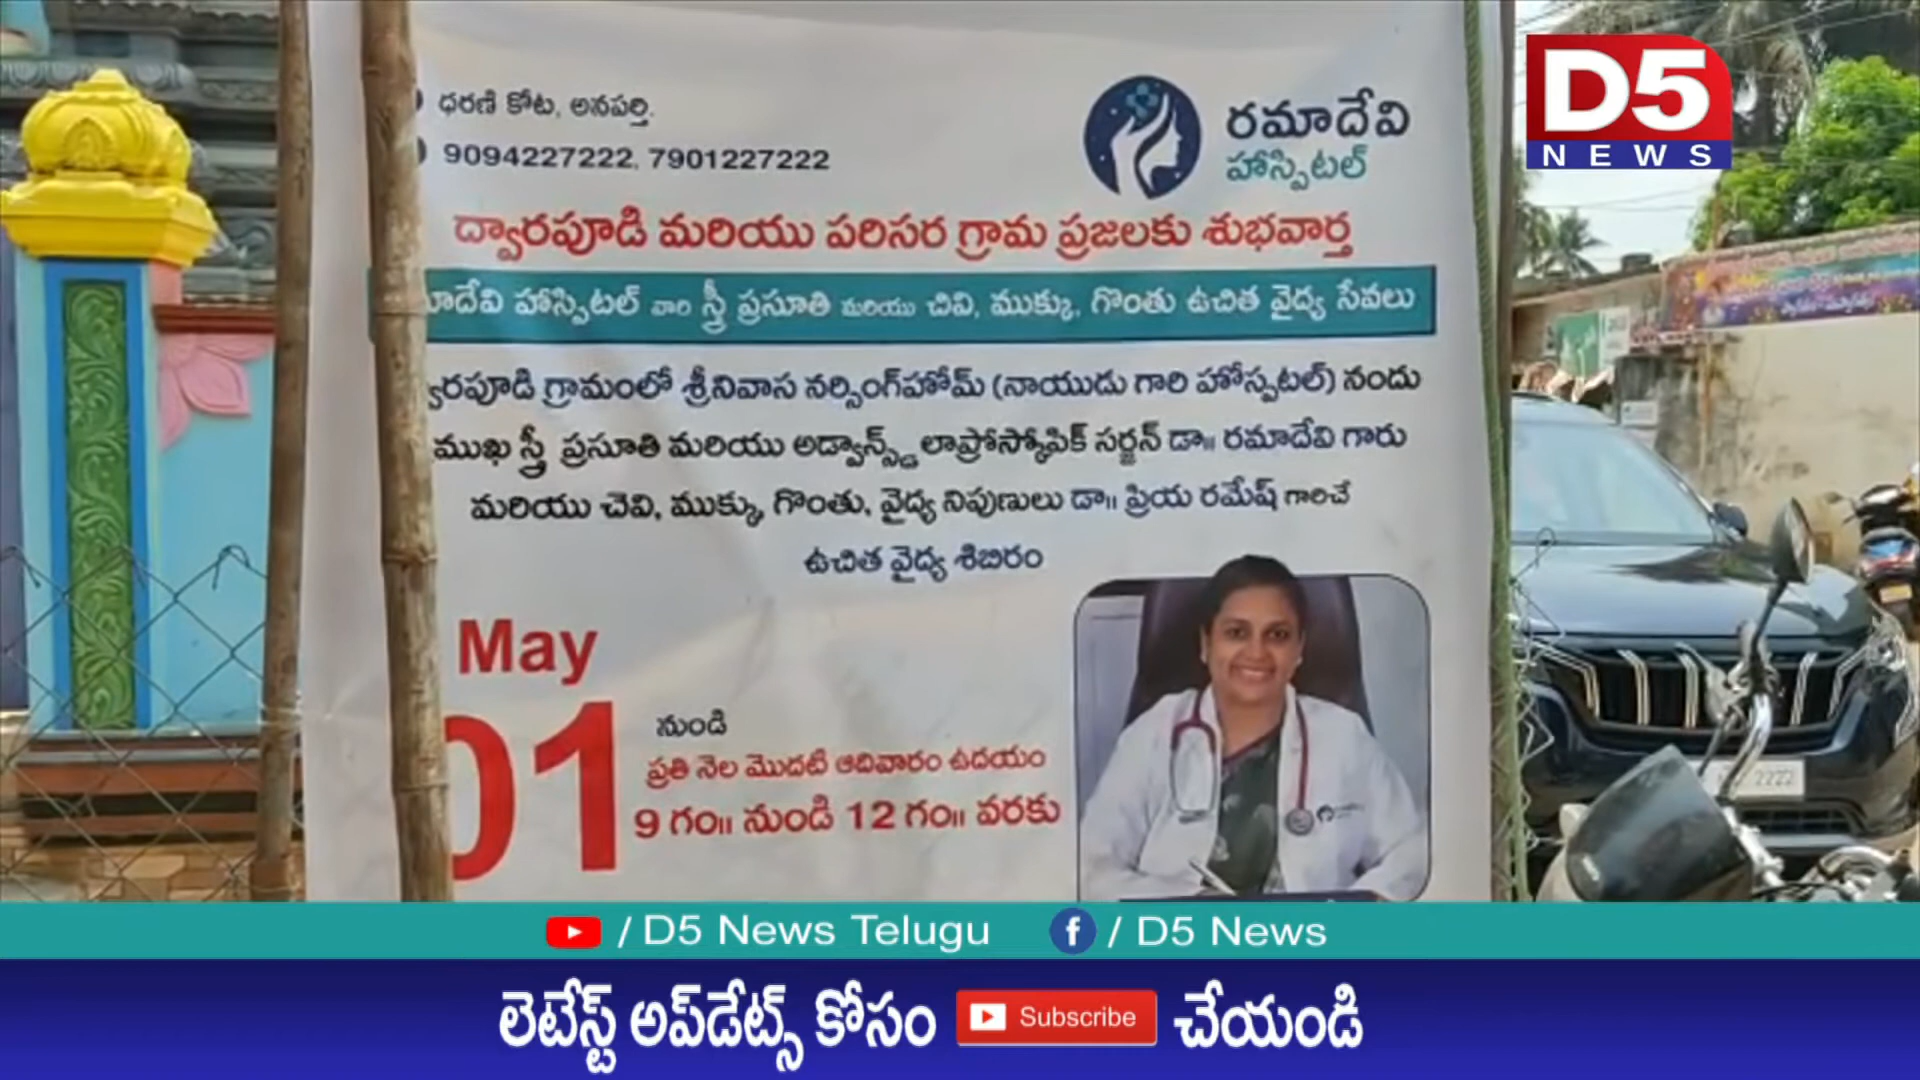 ధరణి కోట, అనపర్తి.
9094227222, 7901227222
రమాదేవి
హాస్పిటల్
D5
NEWS
ద్వారపూడి మరియు పరిసర గ్రామ ప్రజలకు శుభవార్త
మాదేవి హాస్పిటల్ వారి స్త్రీ ప్రసూతి మరియు చివి, ముక్కు, గొంతు ఉచిత వైద్య సేవలు
్వారపూడి గ్రామంలో శ్రీనివాస నర్సింగ్‌హోమ్ (నాయుడు గారి హోస్పటల్) నందు
ముఖ స్త్రీ ప్రసూతి మరియు అడ్వాన్స్డ్ లాప్రోస్కోపిక్ సర్జన్ డా|| రమాదేవి గారు
మరియు చెవి, ముక్కు, గొంతు, వైద్య నిపుణులు డా|| ప్రియ రమేష్ గారిచే
ఉచిత వైద్య శిబిరం
May
01
నుండి
ప్రతి నెల మొదటి ఆదివారం ఉదయం
9 గం|| నుండి 12 గం|| వరకు
2222
/ D5 News Telugu
/ D5 News
లెటేస్ట్ అప్‌డేట్స్ కోసం Subscribe చేయండి